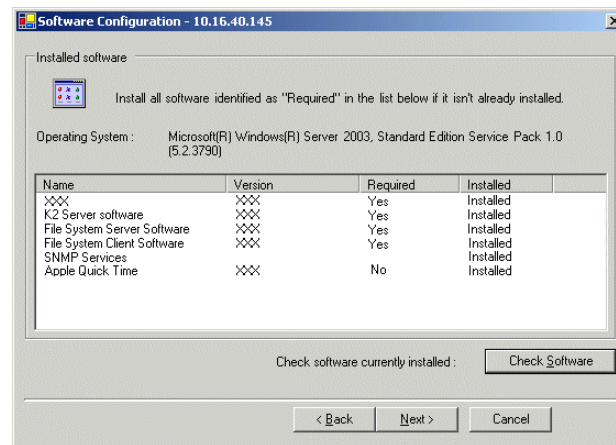 Software Configuration - 10.16.40.145
Installed software
Install all software identified as "Required" in the list below if it isn't already installed.
Operating System : Microsoft(R) Windows(R) Server 2003, Standard Edition Service Pack 1.0
(5.2.3790)
Name Version Required Installed
XXX XXX Yes Installed
K2 Server software XXX Yes Installed
File System Server Software XXX Yes Installed
File System Client Software XXX Yes Installed
SNMP Services Installed
Apple Quick Time XXX No Installed
Check software currently installed : Check Software
< Back Next > Cancel